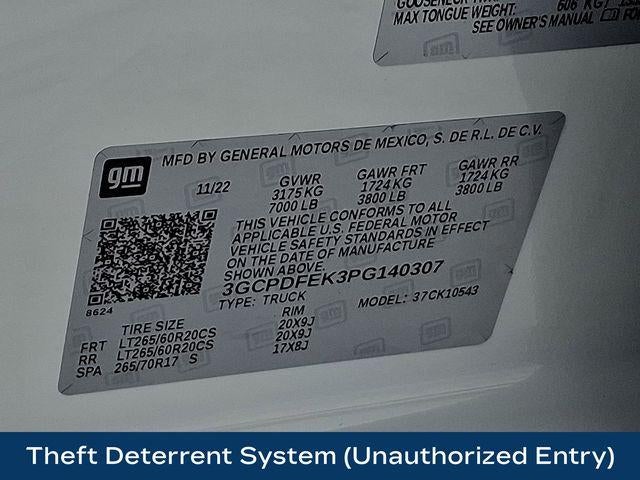 MAX TONGUE WEIGHT: 606 KG
SEE OWNER'S MANUAL
gm
MFD BY GENERAL MOTORS DE MEXICO, S. DE R.L. DE C.V.
11/22 GVWR GAWR FRT GAWR RR
3175 KG 1724 KG 1724 KG
7000 LB 3800 LB 3800 LB
THIS VEHICLE CONFORMS TO ALL
APPLICABLE U.S. FEDERAL MOTOR
VEHICLE SAFETY STANDARDS IN EFFECT
ON THE DATE OF MANUFACTURE
SHOWN ABOVE.
3GCPDFEK3PG140307
8624
TYPE: TRUCK MODEL: 37CK10543
TIRE SIZE RIM
FRT LT265/60R20CS 20X9J
RR LT265/60R20CS 20X9J
SPA 265/70R17 S 17X8J
Theft Deterrent System (Unauthorized Entry)